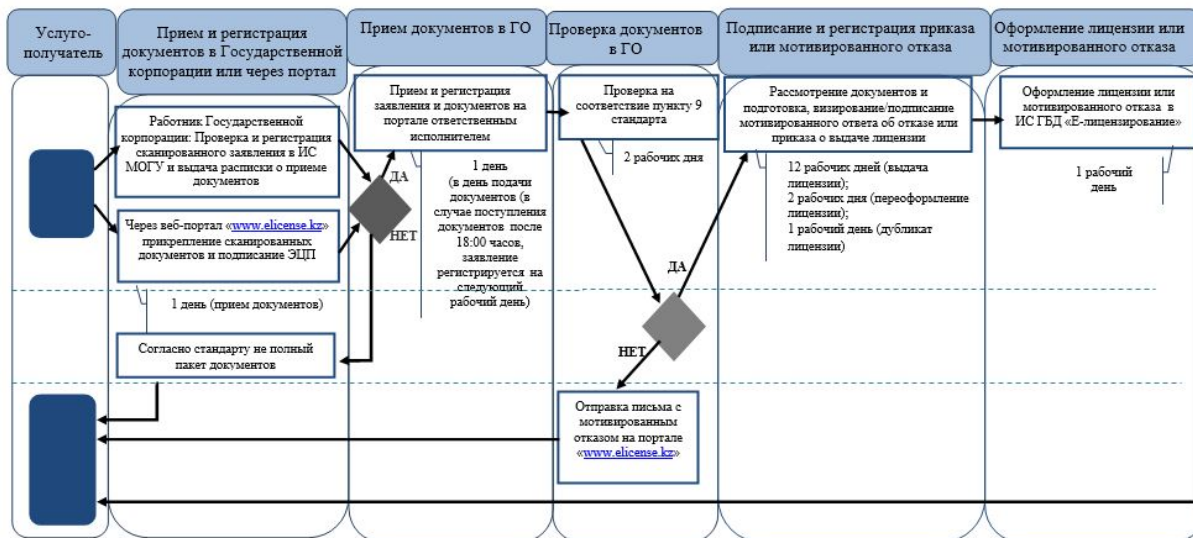 Услуго-
получатель
Прием и регистрация
документов в Государственной
корпорации или через портал
Прием документов в ГО
Проверка документов
в ГО
Подписание и регистрация приказа
или мотивированного отказа
Оформление лицензии или
мотивированного отказа
Работник Государственной
корпорации: Проверка и регистрация
сканированного заявления в ИС
МОГУ и выдача расписки о приеме
документов
Через веб-портал «www.elicense.kz»
прикрепление сканированных
документов и подписание ЭЦП
1 день (прием документов)
Согласно стандарту не полный
пакет документов
ДА
НЕТ
Прием и регистрация
заявления и документов на
портале ответственным
исполнителем
1 день
(в день подачи
документов (в
случае поступления
документов после
18:00 часов,
заявление
регистрируется на
следующий
рабочий день)
Проверка на
соответствие пункту 9
стандарта
2 рабочих дня
ДА
НЕТ
Отправка письма с
мотивированным
отказом на портале
«www.elicense.kz»
Рассмотрение документов и
подготовка, визирование/подписание
мотивированного ответа об отказе или
приказа о выдаче лицензии
12 рабочих дней (выдача
лицензии);
2 рабочих дня (переоформление
лицензии);
1 рабочий день (дубликат
лицензии)
Оформление лицензии или
мотивированного отказа в
ИС ГБД «Е-лицензирование»
1 рабочий
день